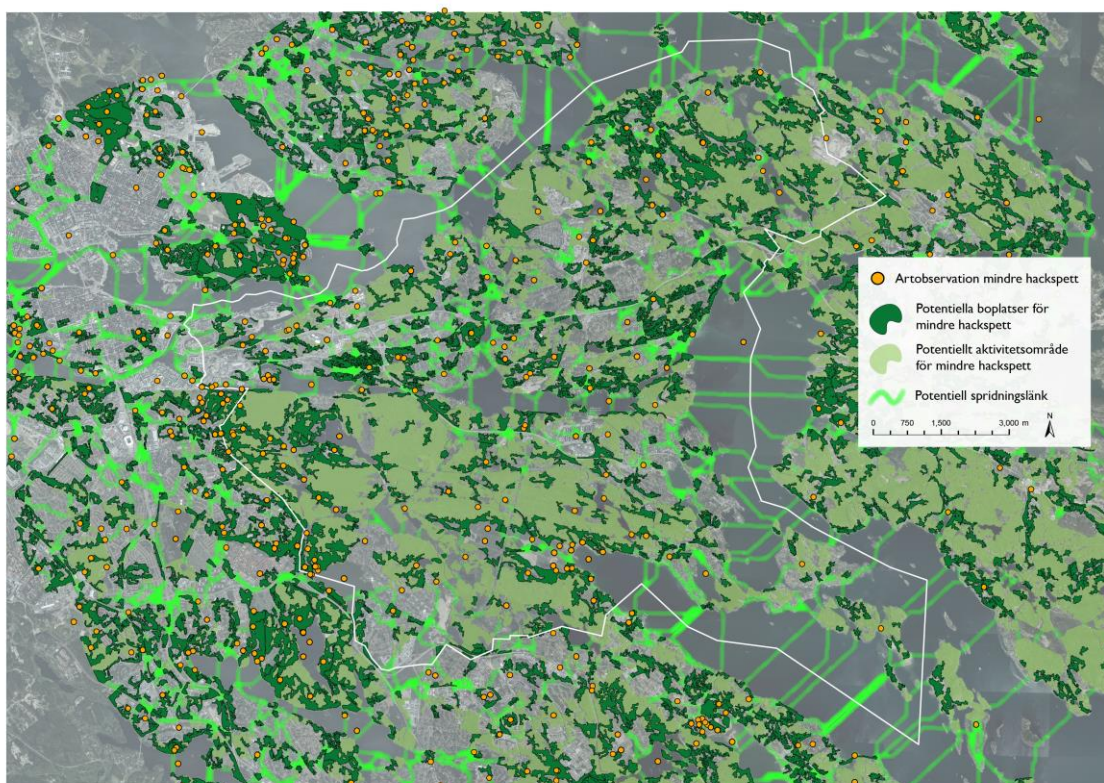 Artobservation mindre hackspett
Potentiella boplatser för
mindre hackspett
Potentiellt aktivitetsområde
för mindre hackspett
Potentiell spridningslänk
0 750 1,500 3,000 m
N